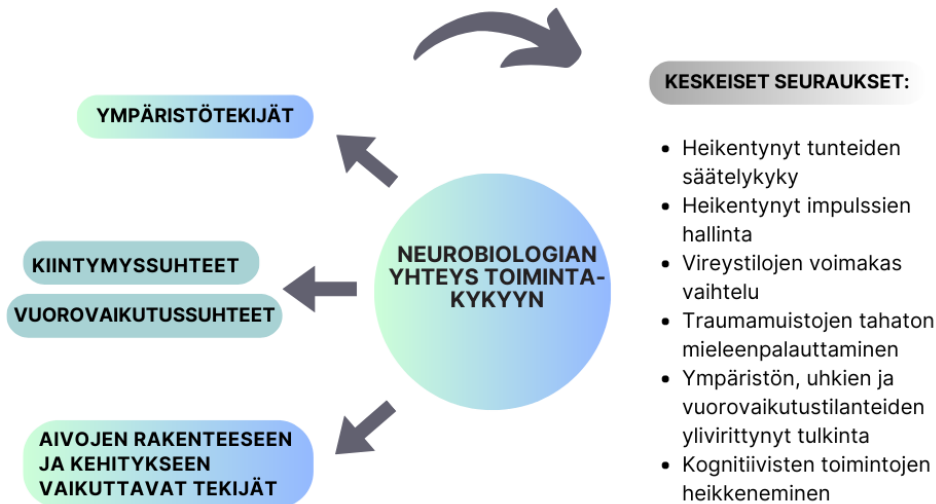 YMPÄRISTÖTEKIJÄT
KIINTYMYSSUHTEET
VUOROVAIKUTUSSUHTEET
AIVOJEN RAKENTEESEEN
JA KEHITYKSEEN
VAIKUTTAVAT TEKIJÄT
NEUROBIOLOGIAN
YHTEYS TOIMINTA-
KYKYYN
KESKEISET SEURAUKSET:
• Heikentynyt tunteiden
säätelykyky
• Heikentynyt impulssien
hallinta
• Vireystilojen voimakas
vaihtelu
• Traumamuistojen tahaton
mieleenpalauttaminen
• Ympäristön, uhkien ja
vuorovaikutustilanteiden
ylivirittynyt tulkinta
• Kognitiivisten toimintojen
heikkeneminen